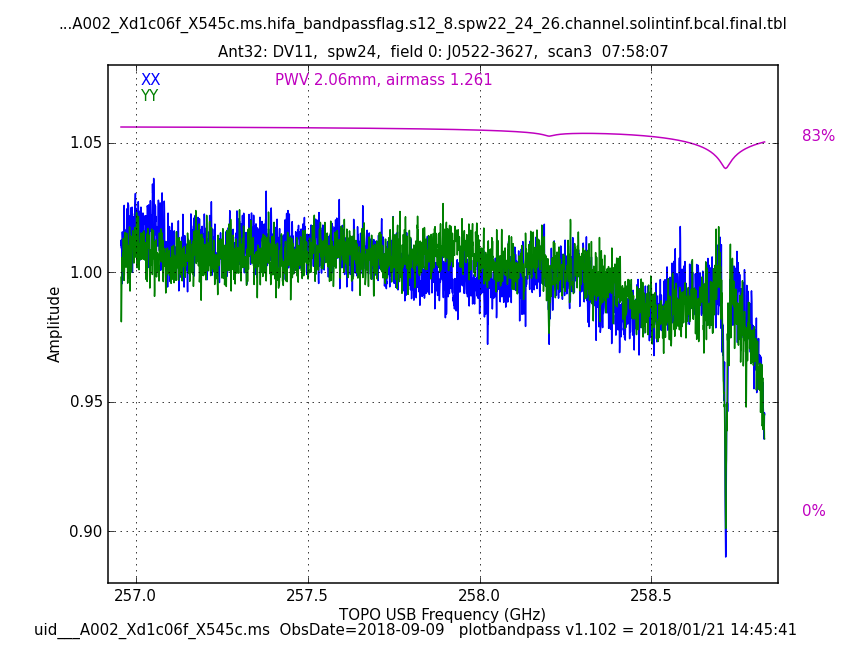 ...A002_Xd1c06f_X545c.ms.hifa_bandpassflag.s12_8.spw22_24_26.channel.solintinf.bcal.final.tbl
Ant32: DV11,  spw24,  field 0: J0522-3627,  scan3  07:58:07
XX
PWV 2.06mm, airmass 1.261
YY
83%
1.05
1.00
0.95
0.90
0%
Amplitude
257.0
257.5
258.0
258.5
TOPO USB Frequency (GHz)
uid___A002_Xd1c06f_X545c.ms  ObsDate=2018-09-09   plotbandpass v1.102 = 2018/01/21 14:45:41